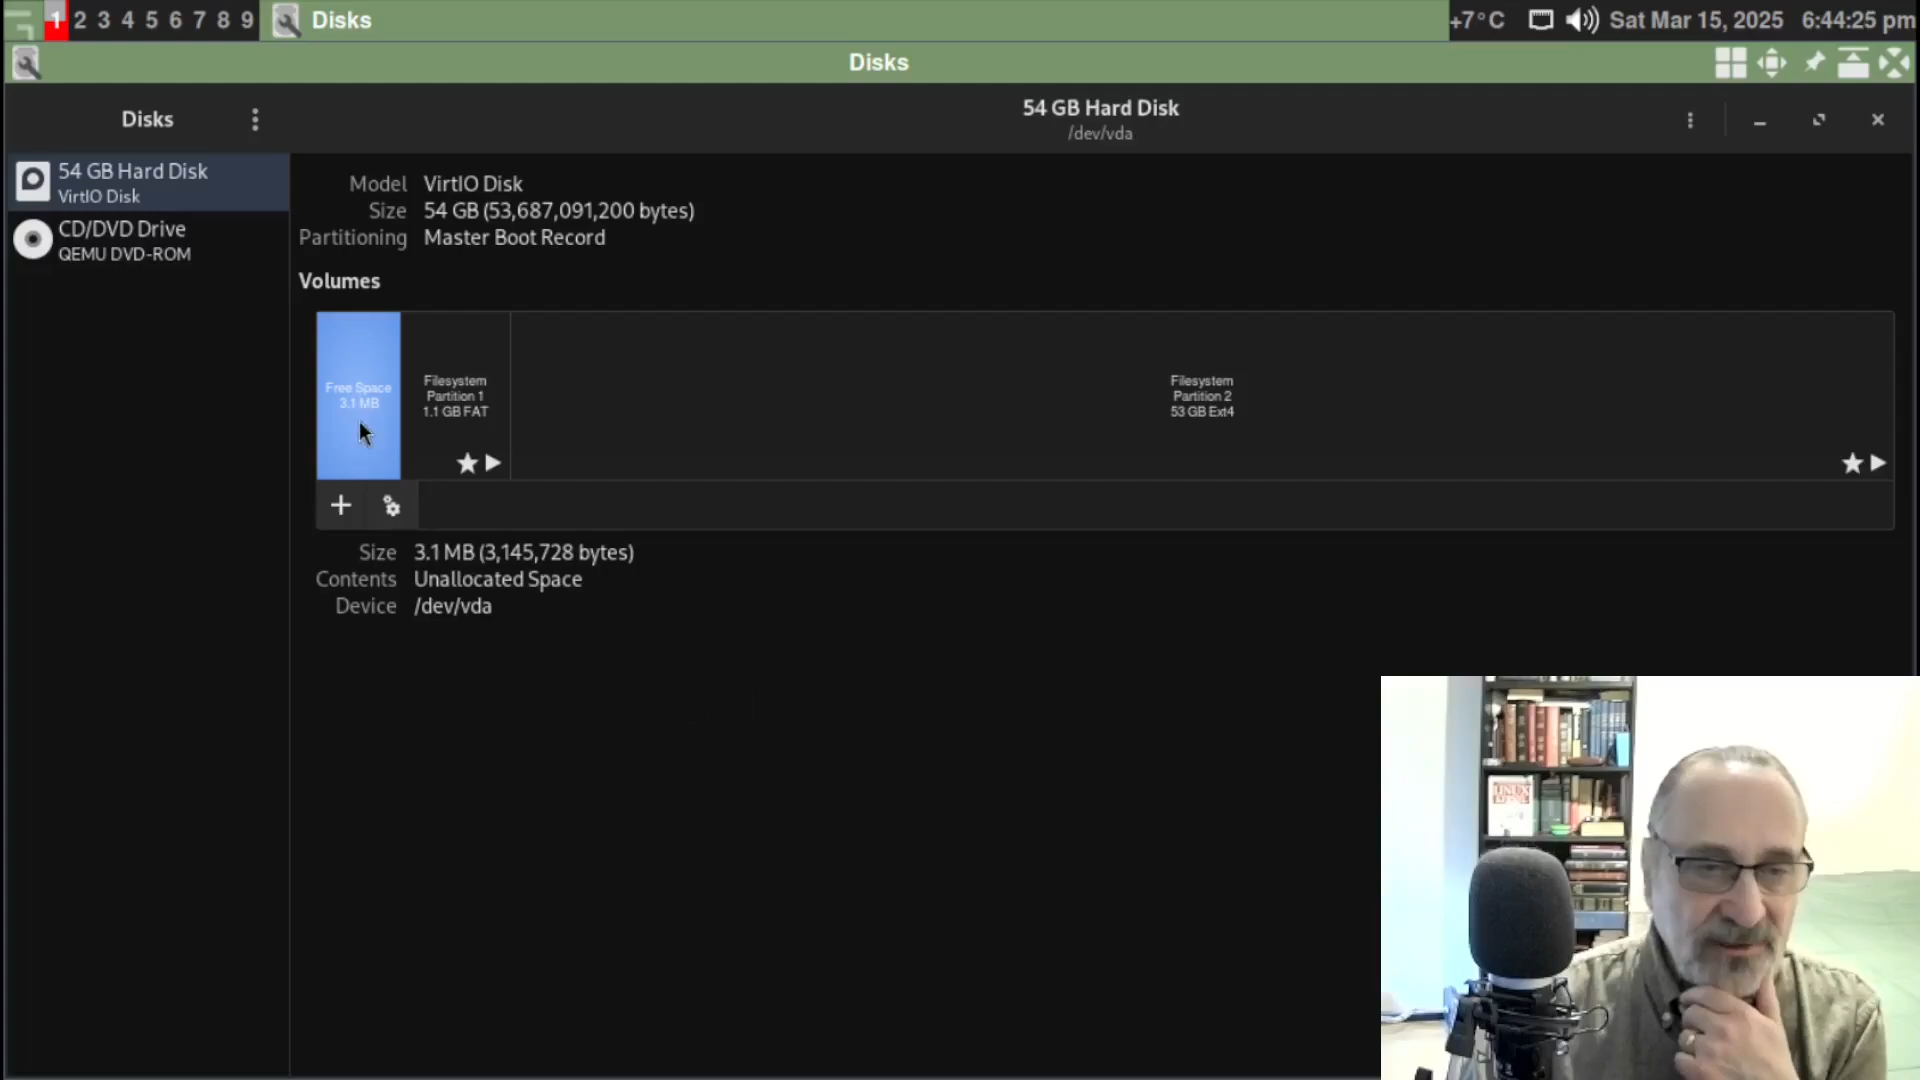 1 2 3 4 5 6 7 8 9
Disks
+7°C
Sat Mar 15, 2025 6:44:25 pm
Disks
Disks
54 GB Hard Disk
/dev/vda
54 GB Hard Disk
VirtIO Disk
CD/DVD Drive
QEMU DVD-ROM
Model VirtIO Disk
Size 54 GB (53,687,091,200 bytes)
Partitioning Master Boot Record
Volumes
Free Space
3.1 MB
Filesystem
Partition 1
1.1 GB FAT
Filesystem
Partition 2
53 GB Ext4
Size 3.1 MB (3,145,728 bytes)
Contents Unallocated Space
Device /dev/vda
UNIX